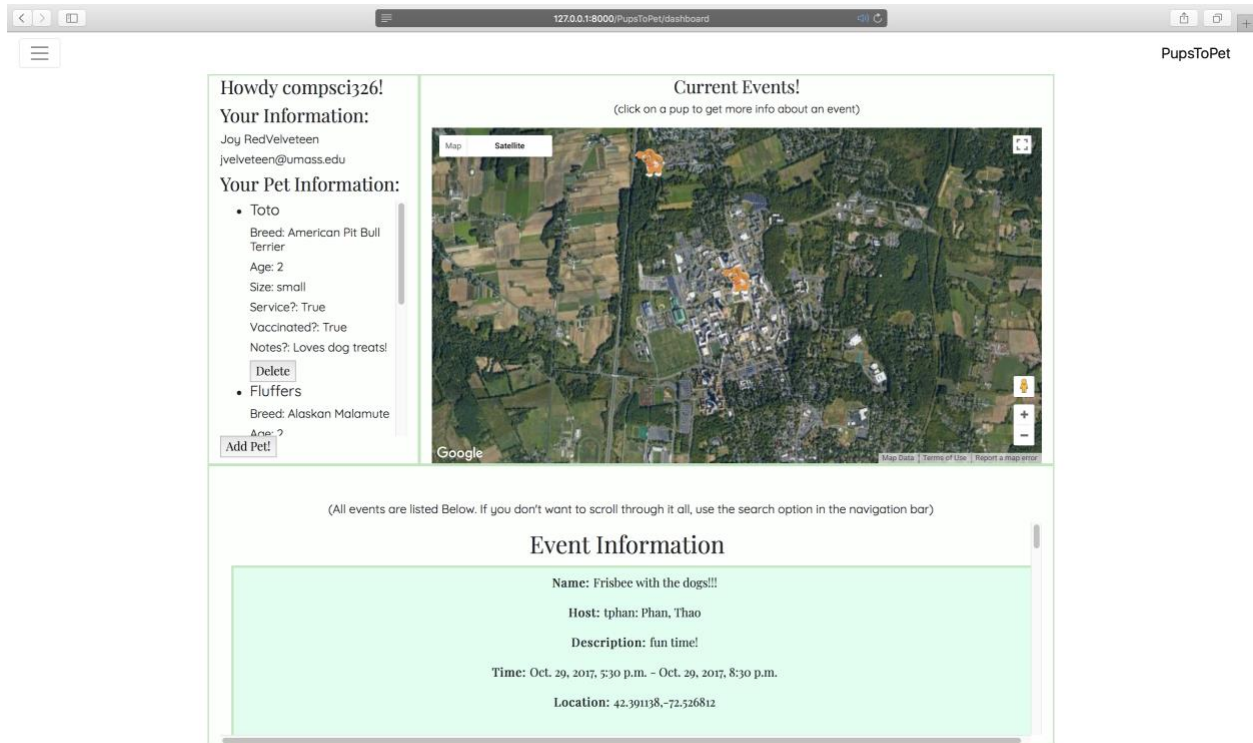 127.0.0.1:8000/PupsToPet/dashboard
PupsToPet
Howdy compsci326!
Your Information:
Joy RedVelveteen
jvelveteen@umass.edu
Your Pet Information:
• Toto
Breed: American Pit Bull
Terrier
Age: 2
Size: small
Service?: True
Vaccinated?: True
Notes?: Loves dog treats!
Delete
• Fluffers
Breed: Alaskan Malamute
Age: 2
Add Pet!
Current Events!
(click on a pup to get more info about an event)
Map Satellite
Google
Map Data Terms of Use Report a map error
(All events are listed Below. If you don't want to scroll through it all, use the search option in the navigation bar)
Event Information
Name: Frisbee with the dogs!!!
Host: tphan: Phan, Thao
Description: fun time!
Time: Oct. 29, 2017, 5:30 p.m. - Oct. 29, 2017, 8:30 p.m.
Location: 42.391138,-72.526812